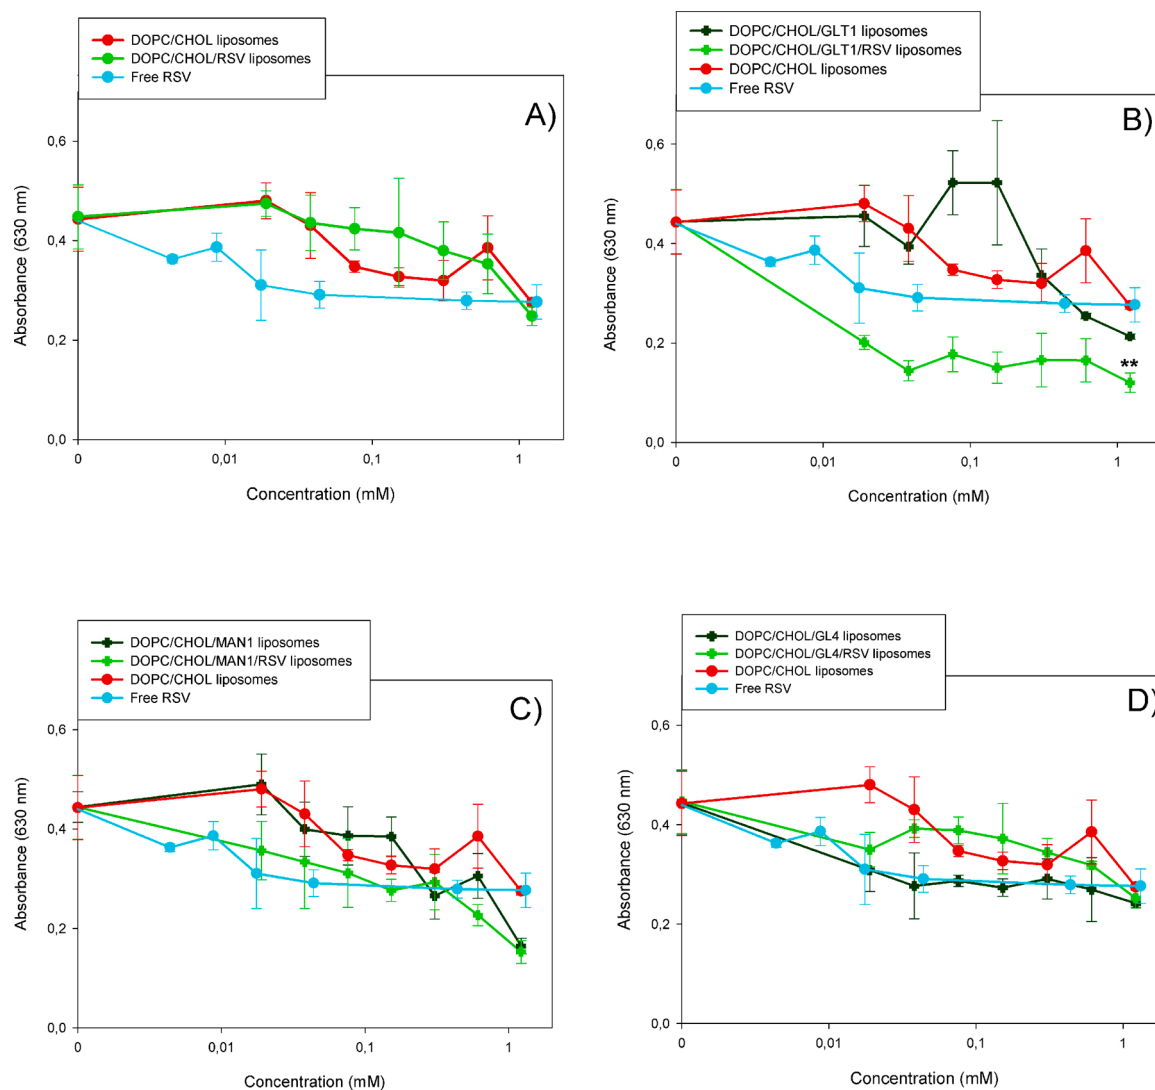 DOPC/CHOL liposomes
DOPC/CHOL/RSV liposomes
Free RSV
A)
0,6
0,4
0,2
0,0
Absorbance (630 nm)
0
0,01
0,1
1
Concentration (mM)
DOPC/CHOL/GLT1 liposomes
DOPC/CHOL/GLT1/RSV liposomes
DOPC/CHOL liposomes
Free RSV
B)
0,6
0,4
0,2
0,0
Absorbance (630 nm)
**
0
0,01
0,1
1
Concentration (mM)
DOPC/CHOL/MAN1 liposomes
DOPC/CHOL/MAN1/RSV liposomes
DOPC/CHOL liposomes
Free RSV
C)
0,6
0,4
0,2
0,0
Absorbance (630 nm)
0
0,01
0,1
1
Concentration (mM)
DOPC/CHOL/GL4 liposomes
DOPC/CHOL/GL4/RSV liposomes
DOPC/CHOL liposomes
Free RSV
D)
0,6
0,4
0,2
0,0
Absorbance (630 nm)
0
0,01
0,1
1
Concentration (mM)